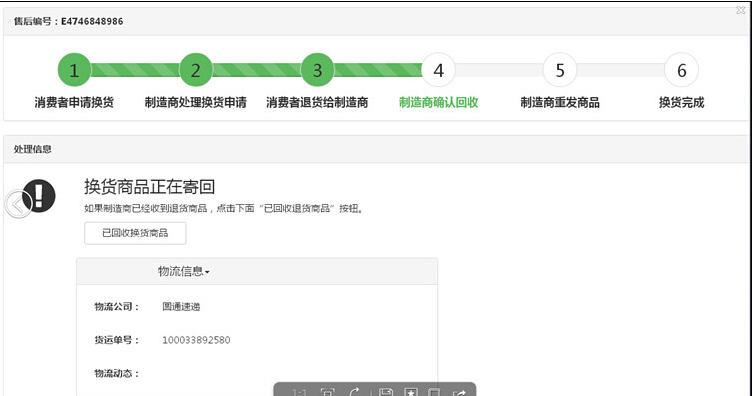 售后编号：E4746848986
1 2 3 4 5 6
消费者申请换货 制造商处理换货申请 消费者退货给制造商 制造商确认回收 制造商重发商品 换货完成
处理信息
换货商品正在寄回
如果制造商已经收到退货商品，点击下面“已回收退货商品”按钮。
已回收换货商品
物流信息
物流公司： 圆通速递
货运单号： 100033892580
物流动态：
1:1